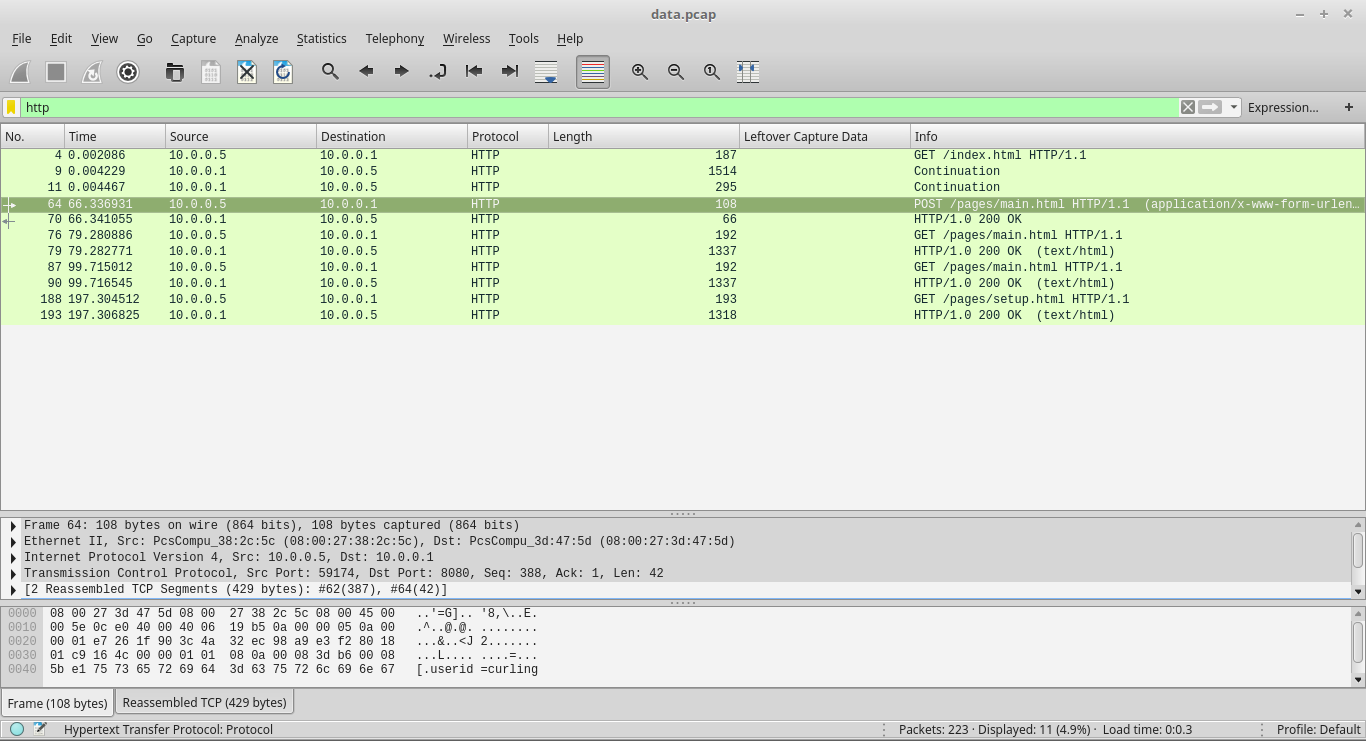 data.pcap
File Edit View Go Capture Analyze Statistics Telephony Wireless Tools Help
http Expression… +
No. Time Source Destination Protocol Length Leftover Capture Data Info
4 0.002086 10.0.0.5 10.0.0.1 HTTP 187 GET /index.html HTTP/1.1
9 0.004229 10.0.0.1 10.0.0.5 HTTP 1514 Continuation
11 0.004467 10.0.0.1 10.0.0.5 HTTP 295 Continuation
64 66.336931 10.0.0.5 10.0.0.1 HTTP 108 POST /pages/main.html HTTP/1.1 (application/x-www-form-urlen…
70 66.341055 10.0.0.1 10.0.0.5 HTTP 66 HTTP/1.0 200 OK
76 79.280886 10.0.0.5 10.0.0.1 HTTP 192 GET /pages/main.html HTTP/1.1
79 79.282771 10.0.0.1 10.0.0.5 HTTP 1337 HTTP/1.0 200 OK (text/html)
87 99.715012 10.0.0.5 10.0.0.1 HTTP 192 GET /pages/main.html HTTP/1.1
90 99.716545 10.0.0.1 10.0.0.5 HTTP 1337 HTTP/1.0 200 OK (text/html)
188 197.304512 10.0.0.5 10.0.0.1 HTTP 193 GET /pages/setup.html HTTP/1.1
193 197.306825 10.0.0.1 10.0.0.5 HTTP 1318 HTTP/1.0 200 OK (text/html)
Frame 64: 108 bytes on wire (864 bits), 108 bytes captured (864 bits)
Ethernet II, Src: PcsCompu_38:2c:5c (08:00:27:38:2c:5c), Dst: PcsCompu_3d:47:5d (08:00:27:3d:47:5d)
Internet Protocol Version 4, Src: 10.0.0.5, Dst: 10.0.0.1
Transmission Control Protocol, Src Port: 59174, Dst Port: 8080, Seq: 388, Ack: 1, Len: 42
[2 Reassembled TCP Segments (429 bytes): #62(387), #64(42)]
0000 08 00 27 3d 47 5d 08 00 27 38 2c 5c 08 00 45 00 ..'=G].. '8,\..E.
0010 00 5e 0c e0 40 00 40 06 19 b5 0a 00 00 05 0a 00 .^..@.@. ........
0020 00 01 e7 26 1f 90 3c 4a 32 ec 98 a9 e3 f2 80 18 ...&..<J 2.......
0030 01 c9 16 4c 00 00 01 01 08 0a 00 08 3d b6 00 08 ...L.... ....=...
0040 5b e1 75 73 65 72 69 64 3d 63 75 72 6c 69 6e 67 [.userid =curling
Frame (108 bytes) Reassembled TCP (429 bytes)
Hypertext Transfer Protocol: Protocol Packets: 223 · Displayed: 11 (4.9%) · Load time: 0:0.3 Profile: Default